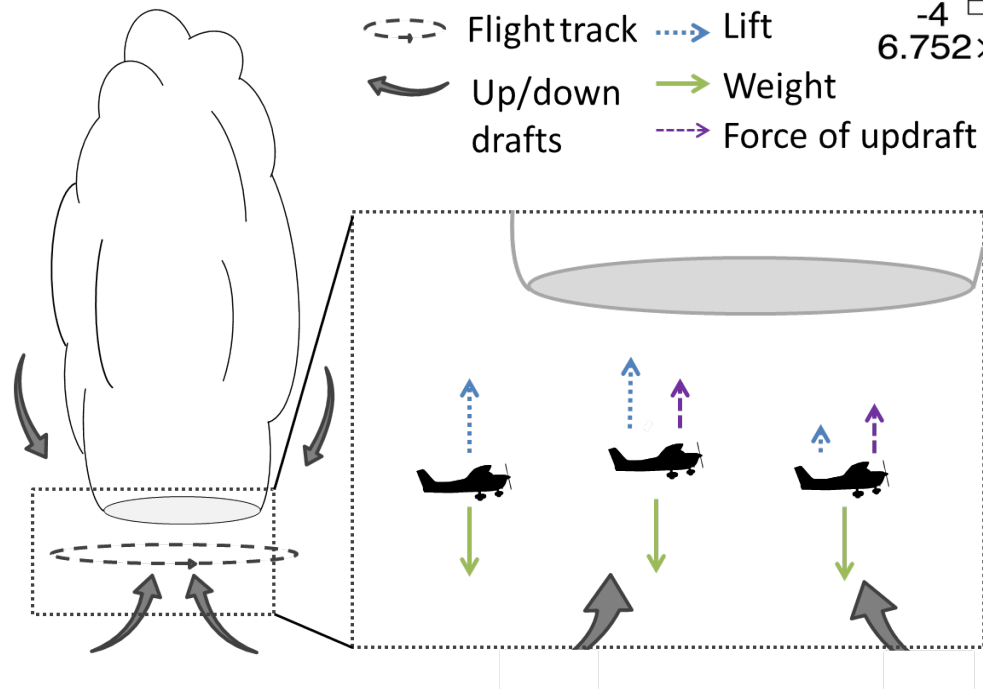 Flight track
Lift
-4
6.752
Up/down
drafts
Weight
Force of updraft